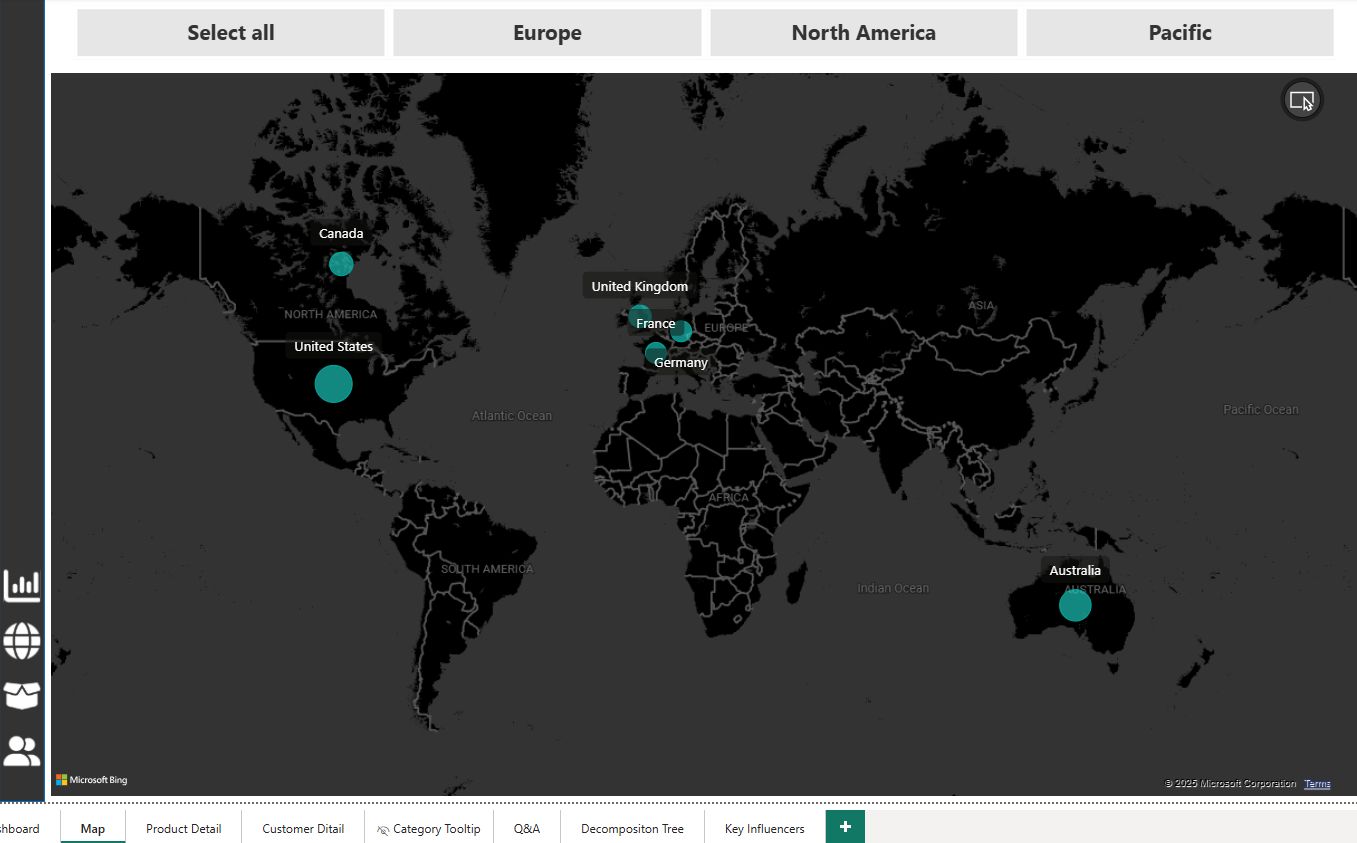 Select all
Europe
North America
Pacific
Canada
United Kingdom
NORTH AMERICA
ASIA
France
EUROPE
United States
Germany
Atlantic Ocean
Pacific Ocean
AFRICA
SOUTH AMERICA
Australia
Indian Ocean
AUSTRALIA
Microsoft Bing
© 2025 Microsoft Corporation Terms
hboard
Map
Product Detail
Customer Ditail
Category Tooltip
Q&A
Decompositon Tree
Key Influencers
+